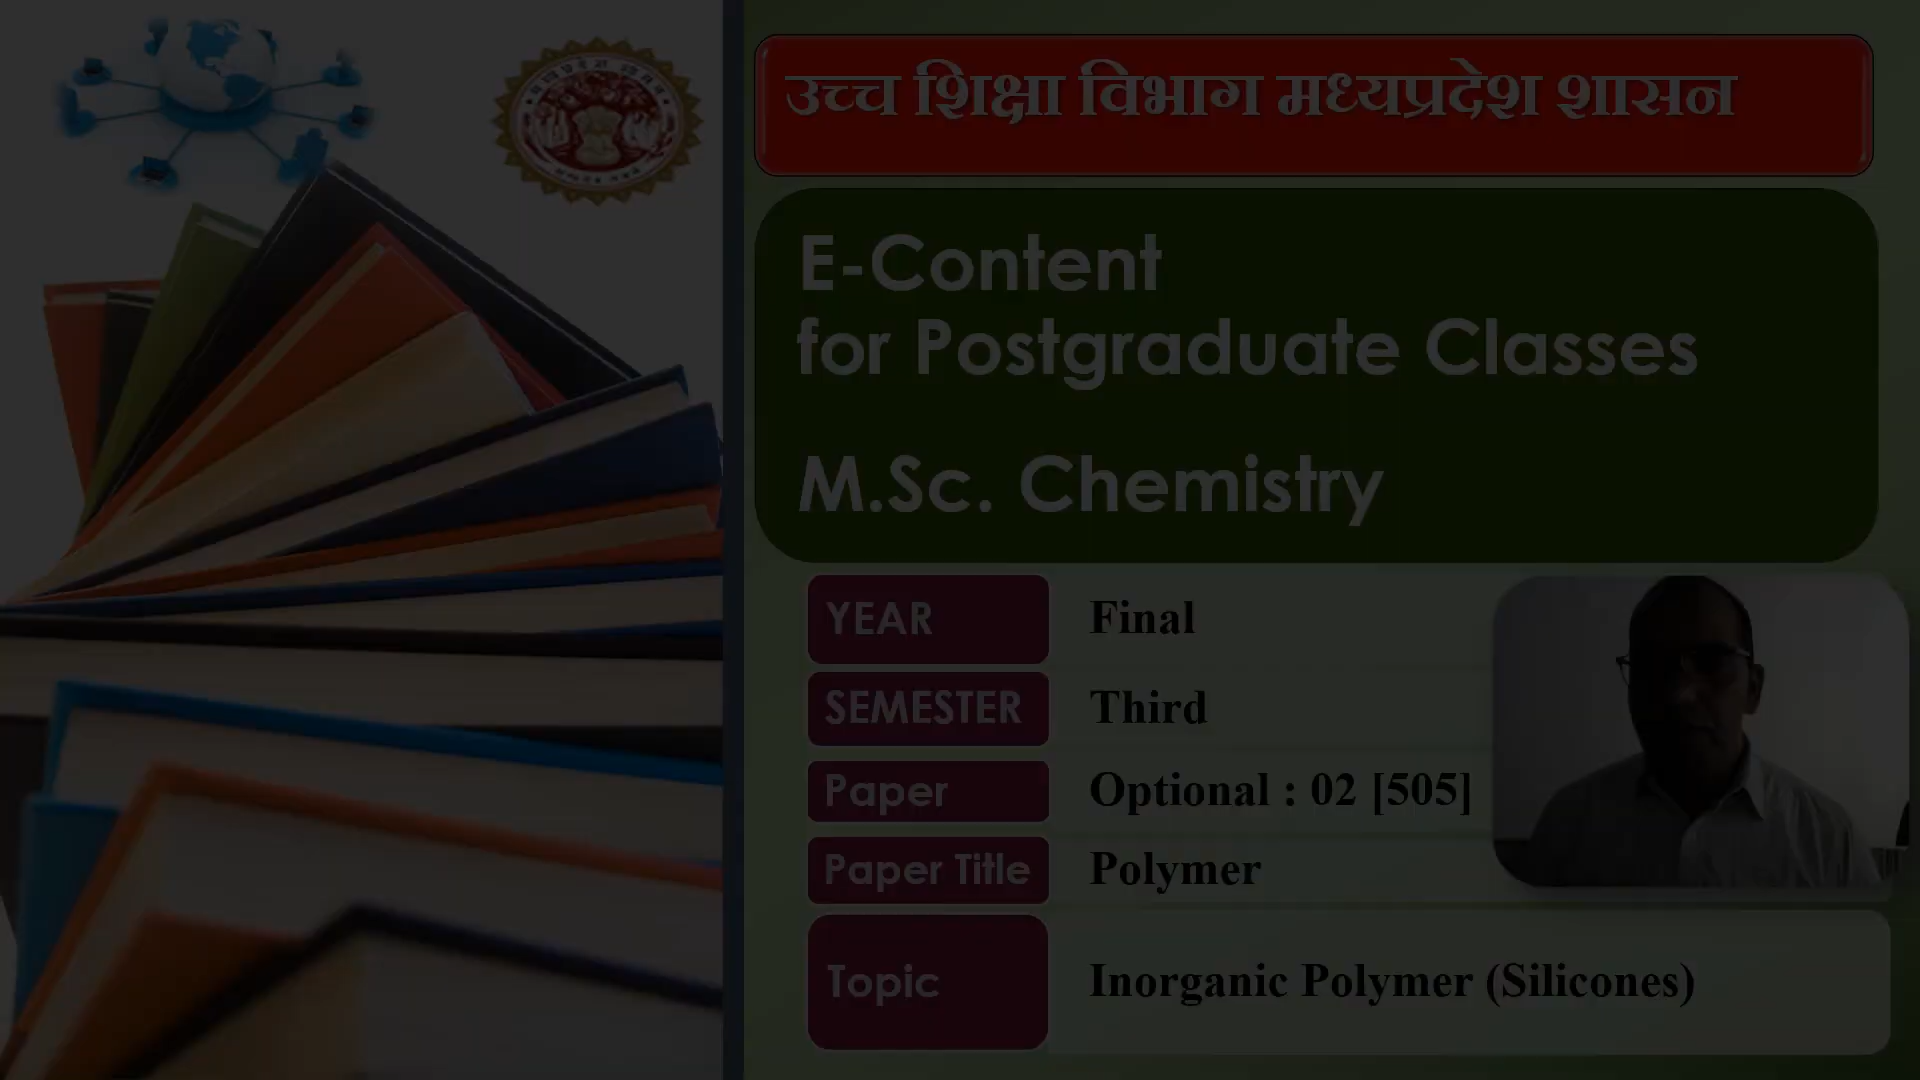 उच्च शिक्षा विभाग मध्यप्रदेश शासन
E-Content
for Postgraduate Classes
M.Sc. Chemistry
YEAR Final
SEMESTER Third
Paper Optional : 02 [505]
Paper Title Polymer
Topic Inorganic Polymer (Silicones)